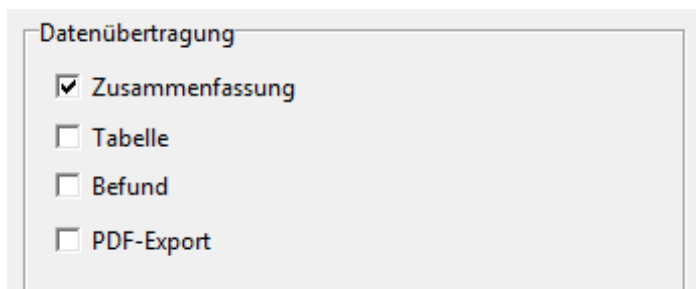 Datenübertragung
Zusammenfassung
Tabelle
Befund
PDF-Export